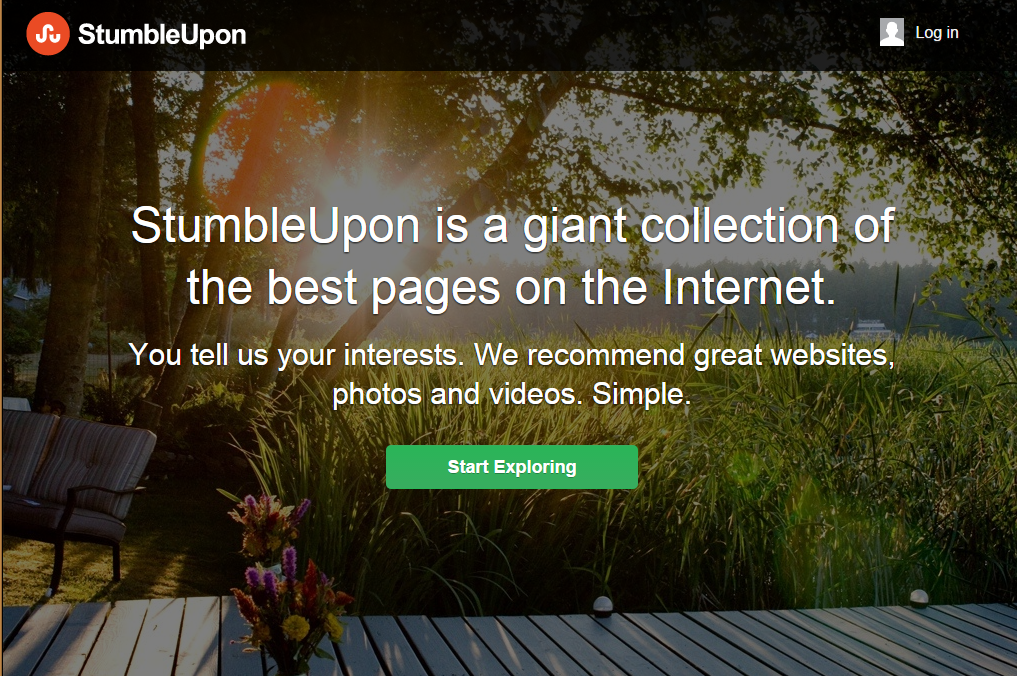 StumbleUpon
Log in
StumbleUpon is a giant collection of
the best pages on the Internet.
You tell us your interests. We recommend great websites,
photos and videos. Simple.
Start Exploring